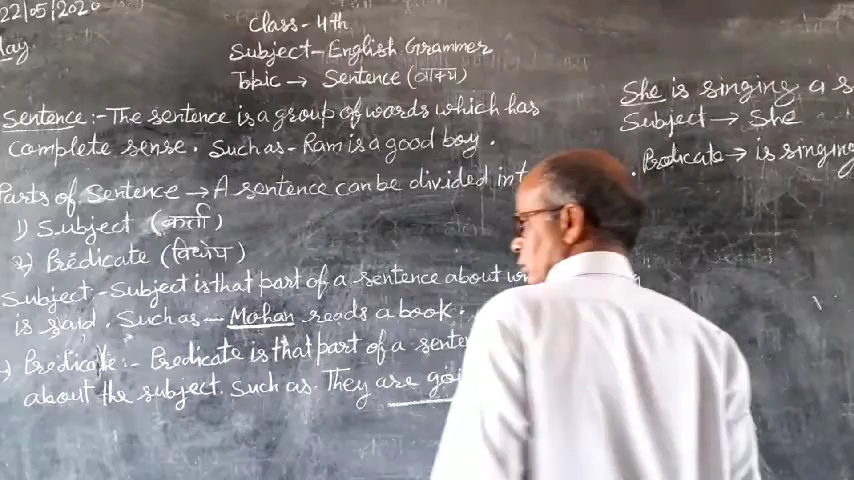 22/05/2020
day
Class - 4th
Subject - English Grammer
Topic → Sentence (वाक्य)
Sentence :- The sentence is a group of words which has
complete sense. Such as - Ram is a good boy.
Parts of Sentence → A sentence can be divided int
1) Subject (कर्ता)
2) Predicate (विधेय)
Subject :- Subject is that part of a sentence about w
is said. Such as - Mohan reads a book.
Predicate :- Predicate is that part of a sente
about the subject. Such as. They are goi
She is singing a s
Subject → She
Predicate → is singing